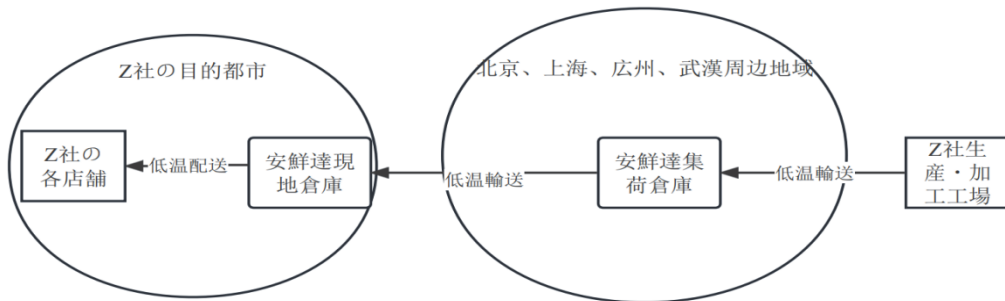 Z社の目的都市
北京、上海、広州、武漢周辺地域
Z社の
各店舗
低温配送
安鮮達現
地倉庫
低温輸送
安鮮達集
荷倉庫
低温輸送
Z社生
産・加
工工場